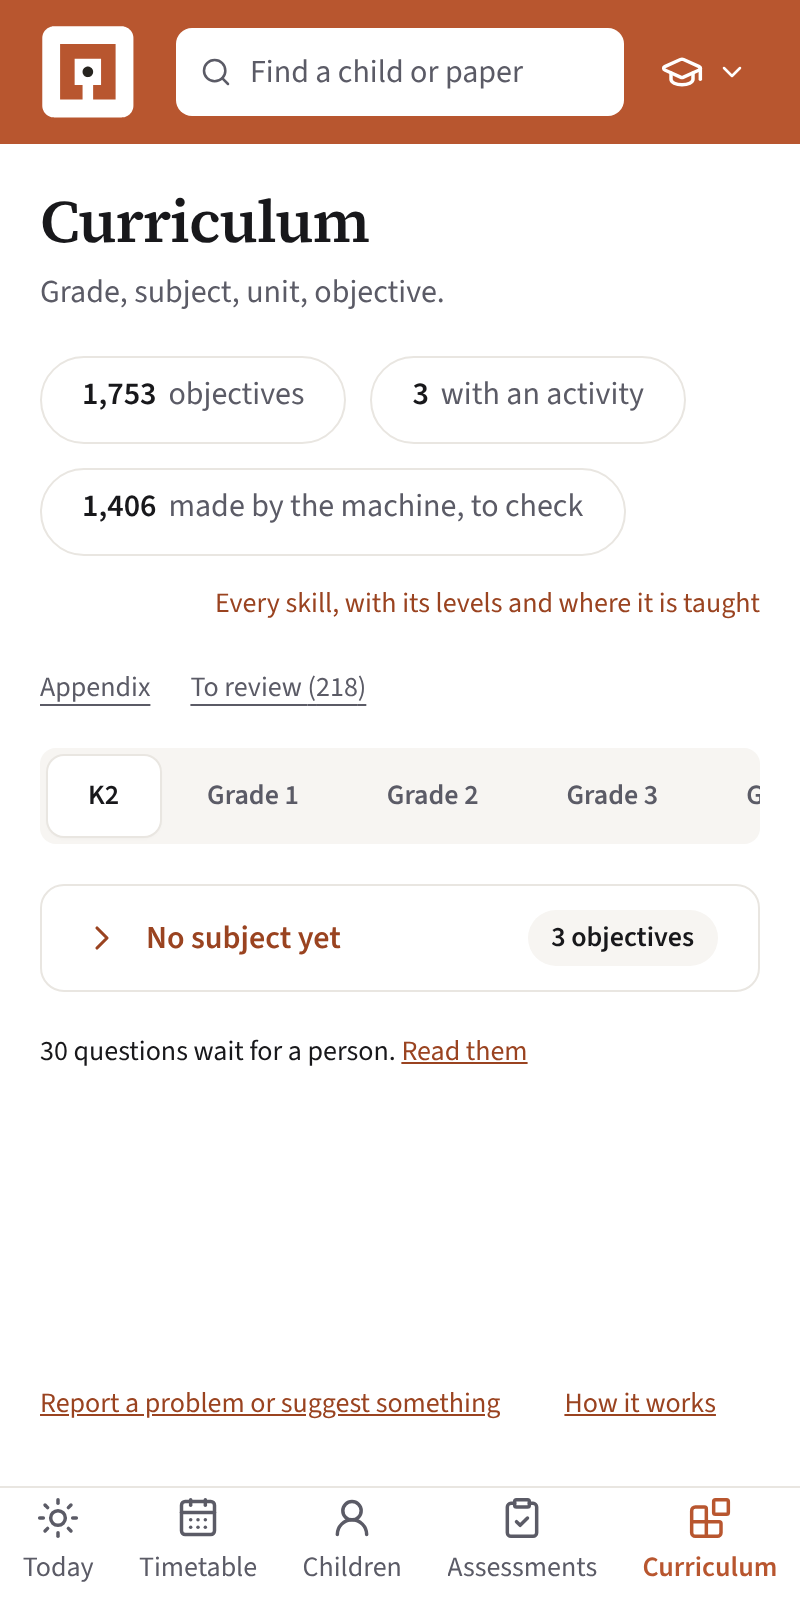 Find a child or paper
Curriculum
Grade, subject, unit, objective.
1,753 objectives
3 with an activity
1,406 made by the machine, to check
Every skill, with its levels and where it is taught
Appendix
To review (218)
K2
Grade 1
Grade 2
Grade 3
G
No subject yet
3 objectives
30 questions wait for a person. Read them
Report a problem or suggest something
How it works
Today
Timetable
Children
Assessments
Curriculum